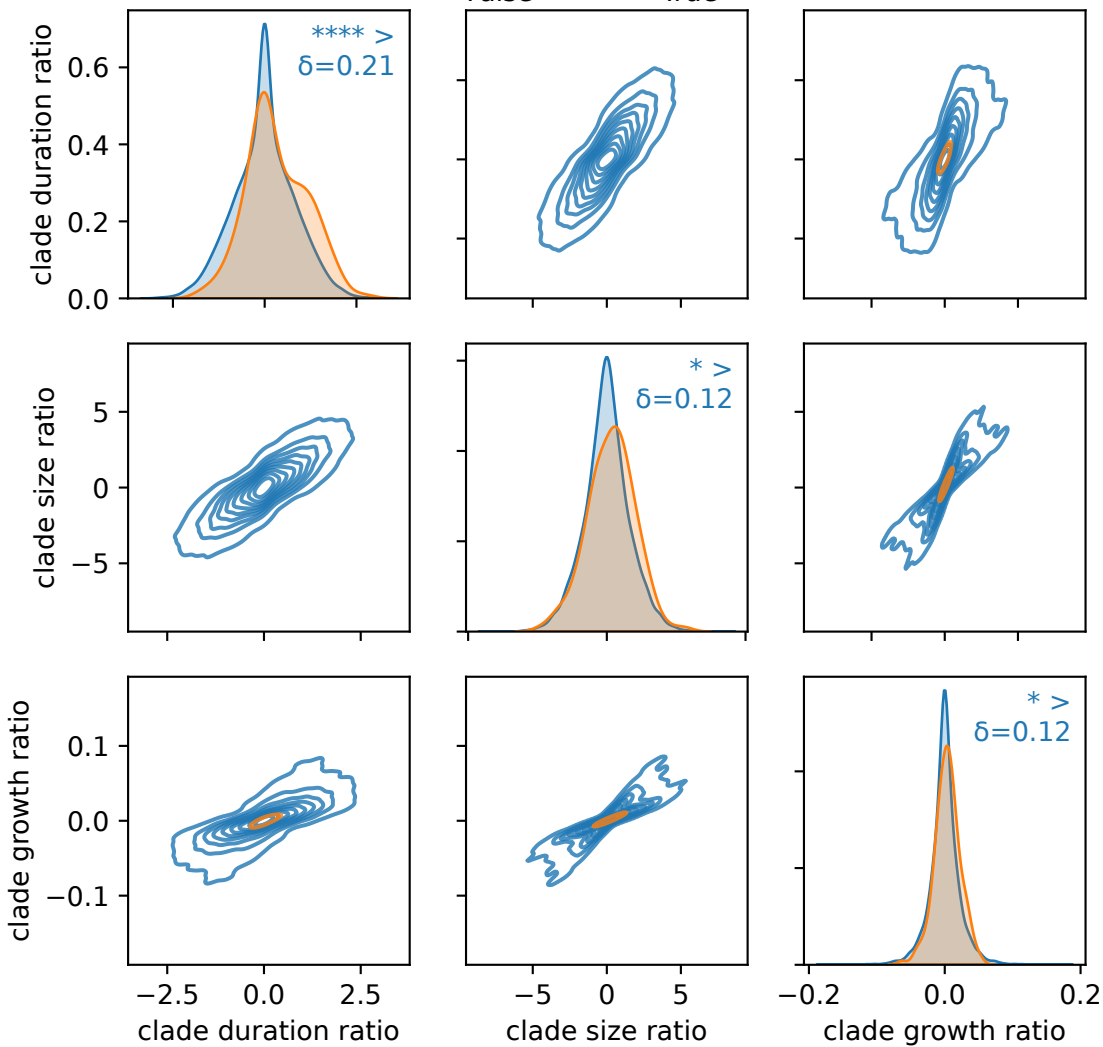 clade duration ratio
0.6
0.4
0.2
0.0
**** >
δ=0.21
clade size ratio
5
0
−5
* >
δ=0.12
clade growth ratio
0.1
0.0
−0.1
* >
δ=0.12
−2.5 0.0 2.5
clade duration ratio
−5 0 5
clade size ratio
−0.2 0.0 0.2
clade growth ratio